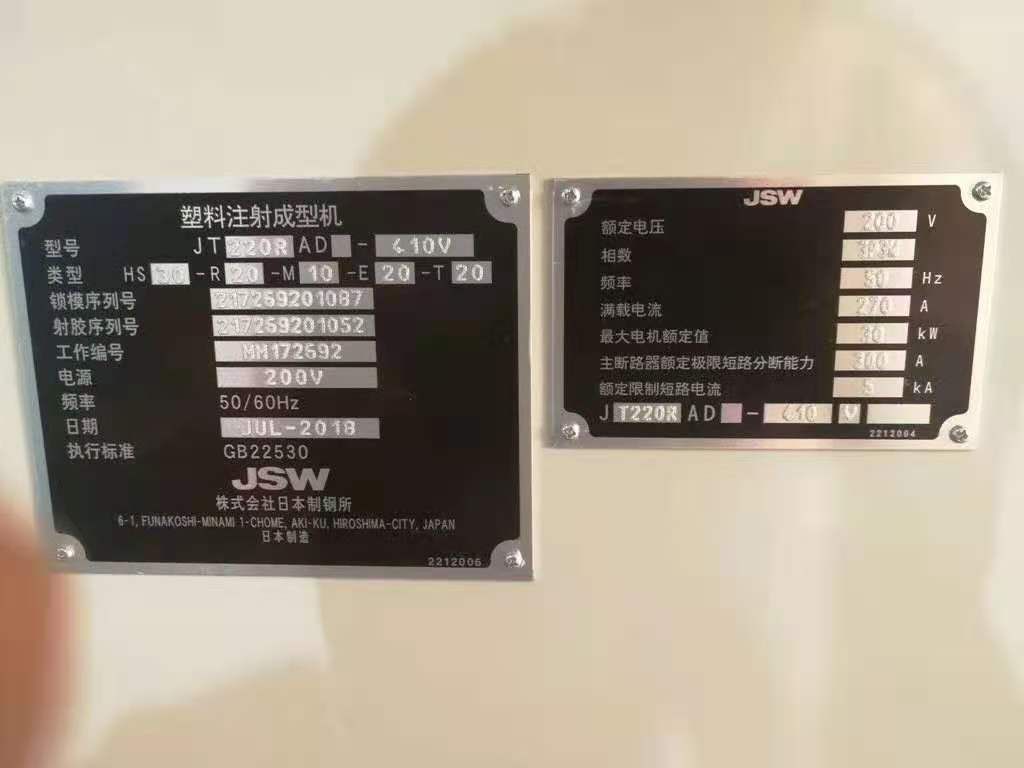 塑料注射成型机
型号 JT220RAD - 410V
类型 HS30-R20-M10-E20-T20
锁模序列号 217259201087
射胶序列号 217259201052
工作编号 MM172592
电源 200V
频率 50/60Hz
日期 JUL-2018
执行标准 GB22530
JSW
株式会社日本制钢所
6-1, FUNAKOSHI-MINAMI 1-CHOME, AKI-KU, HIROSHIMA-CITY, JAPAN
日本制造
2212006
JSW
额定电压 200 V
相数 3P3W
频率 50 Hz
满载电流 270 A
最大电机额定值 30 kW
主断路器额定极限短路分断能力 300 A
额定限制短路电流 5 kA
JT220RAD - 410 V
2212004